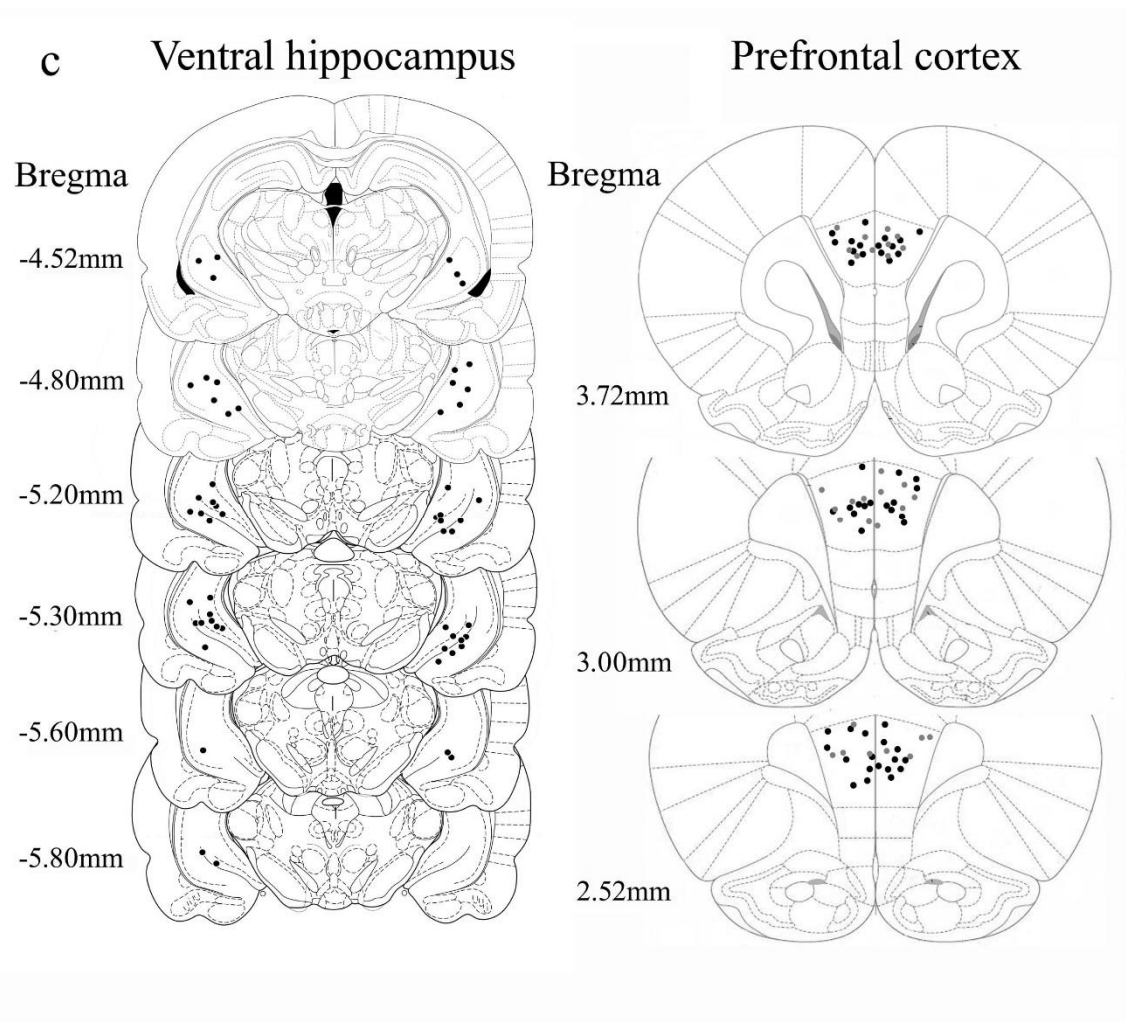 c
Ventral hippocampus
Bregma
-4.52mm
-4.80mm
-5.20mm
-5.30mm
-5.60mm
-5.80mm
Prefrontal cortex
Bregma
3.72mm
3.00mm
2.52mm